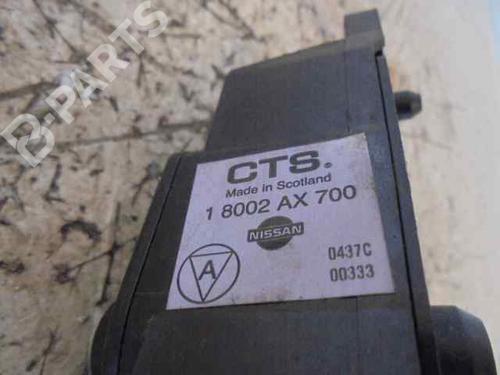 B-PARTS
CTS®
Made in Scotland
1 8002 AX 700
NISSAN
A
0437C
00333